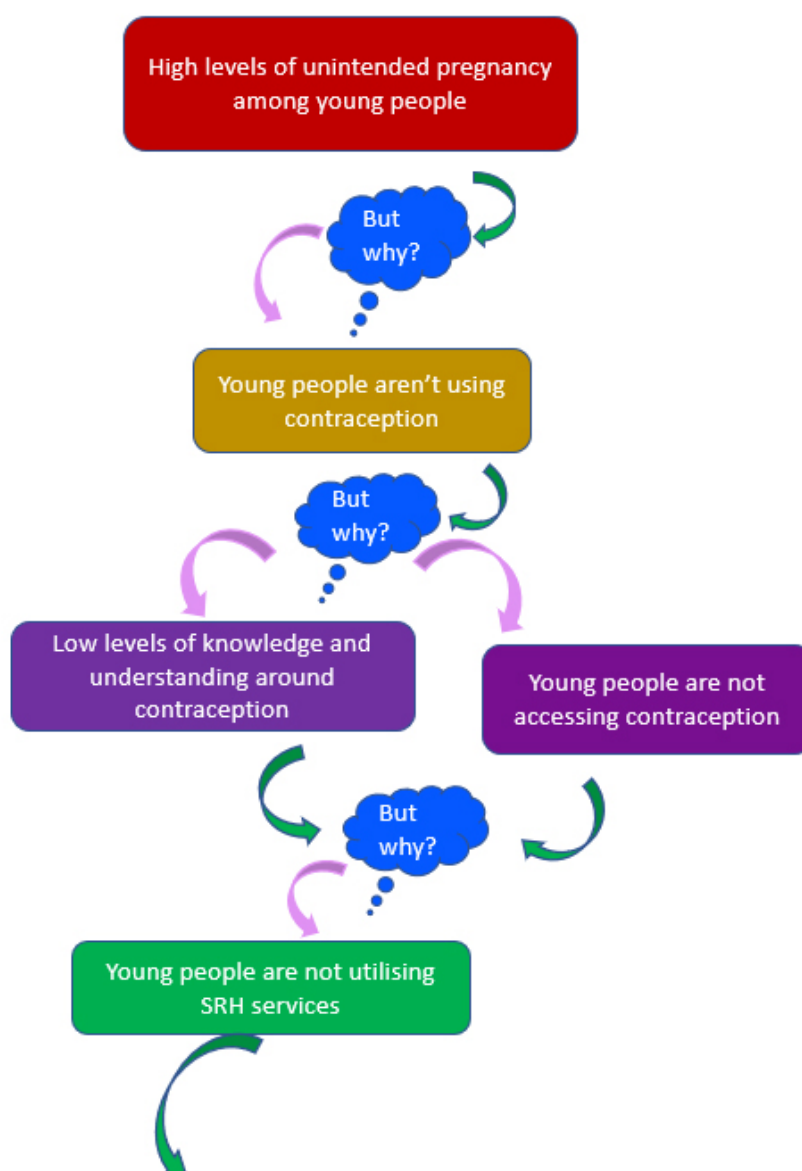 High levels of unintended pregnancy
among young people
But
why?
Young people aren’t using
contraception
But
why?
Low levels of knowledge and
understanding around
contraception
Young people are not
accessing contraception
But
why?
Young people are not utilising
SRH services